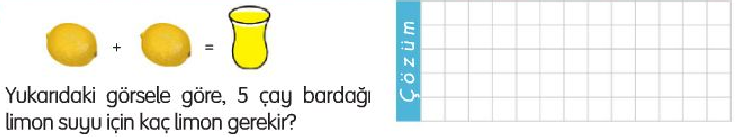 + =
Yukarıdaki görsele göre, 5 çay bardağı
limon suyu için kaç limon gerekir?
Çözüm